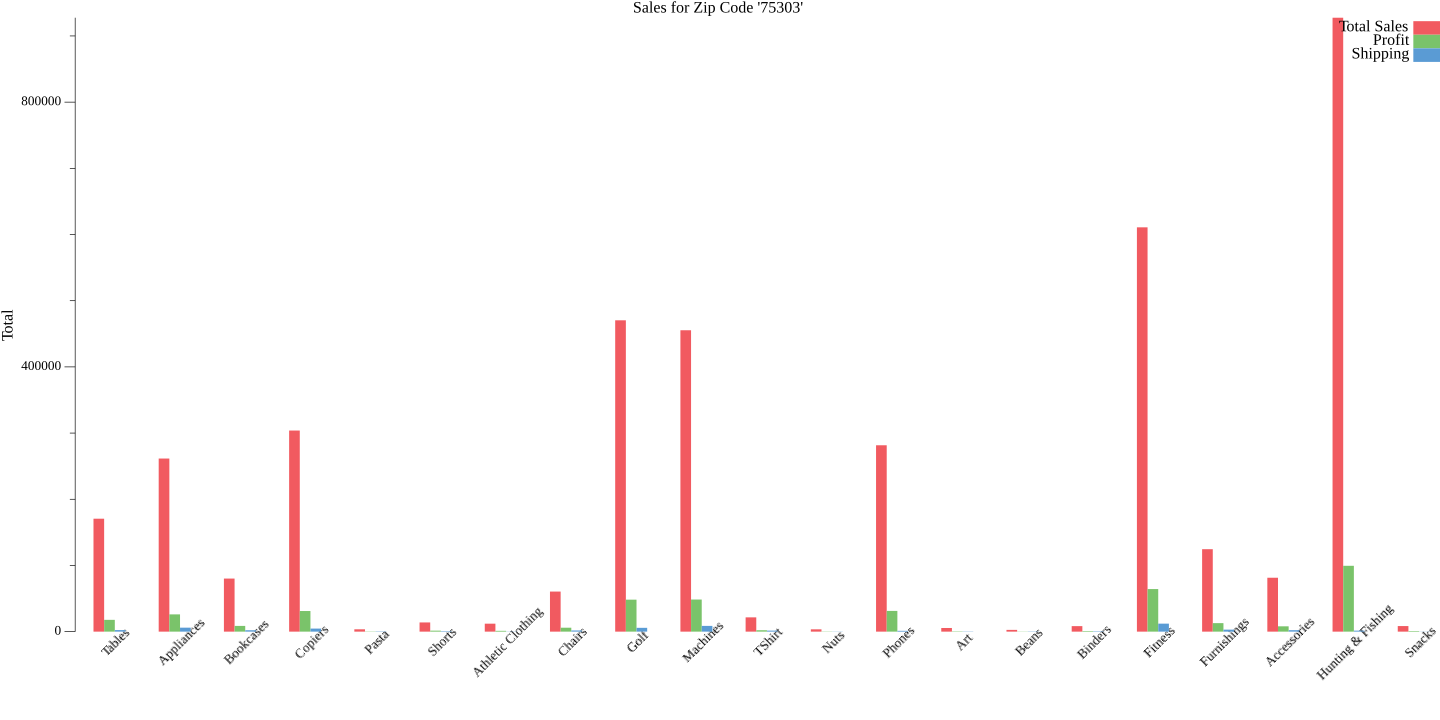 Sales for Zip Code '75303'
Total Sales
Profit
Shipping
800000
400000
0
Total
Tables
Appliances
Bookcases
Copiers
Pasta
Shorts
Athletic Clothing
Chairs
Golf
Machines
TShirt
Nuts
Phones
Art
Beans
Binders
Fitness
Furnishings
Accessories
Hunting & Fishing
Snacks